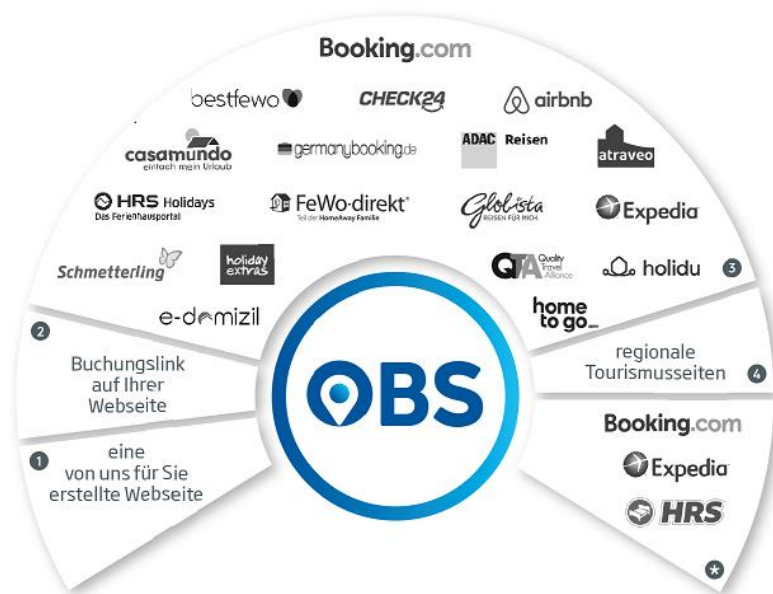 Booking.com
bestfewo
CHECK24
airbnb
casamundo
einfach mein Urlaub
germanybooking.de
ADAC Reisen
atraveo
HRS Holidays
Das Ferienhausportal
FeWo-direkt®
Teil der HomeAway Familie
Globista
REISEN FÜR MICH
Expedia
Schmetterling
holiday
extras
QTA Quality
Travel
Alliance
holidu
3
e-domizil
home
to go
2
Buchungslink
auf Ihrer
Webseite
OBS
regionale
Tourismusseiten
4
1
eine
von uns für Sie
erstellte Webseite
Booking.com
Expedia
HRS
*